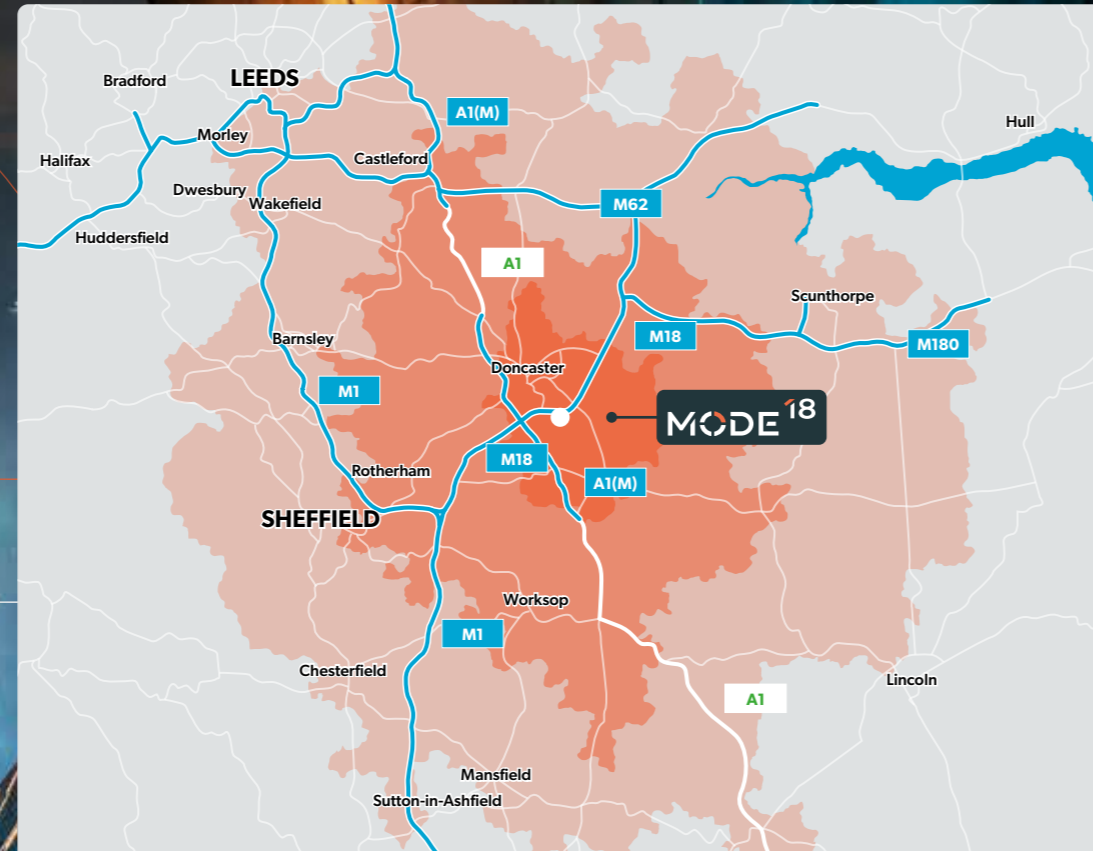 Bradford
LEEDS
A1(M)
Hull
Morley
Castleford
Halifax
Dwesbury
Wakefield
M62
Huddersfield
A1
Scunthorpe
Barnsley
M18
M180
Doncaster
M1
MODE 18
M18
Rotherham
A1(M)
SHEFFIELD
Worksop
M1
Chesterfield
Lincoln
A1
Mansfield
Sutton-in-Ashfield